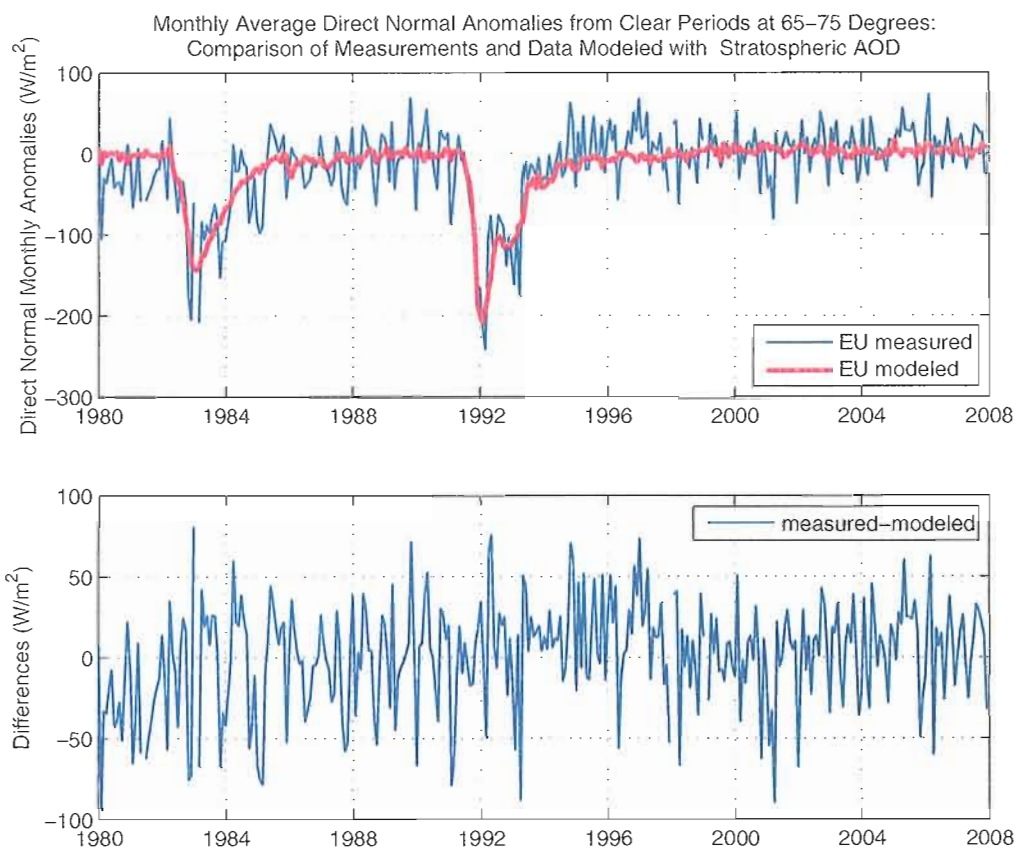 Monthly Average Direct Normal Anomalies from Clear Periods at 65–75 Degrees:
Comparison of Measurements and Data Modeled with Stratospheric AOD
Direct Normal Monthly Anomalies (W/m²)
100
0
−100
−200
−300
EU measured
EU modeled
1980 1984 1988 1992 1996 2000 2004 2008
Differences (W/m²)
100
50
0
−50
−100
measured−modeled
1980 1984 1988 1992 1996 2000 2004 2008